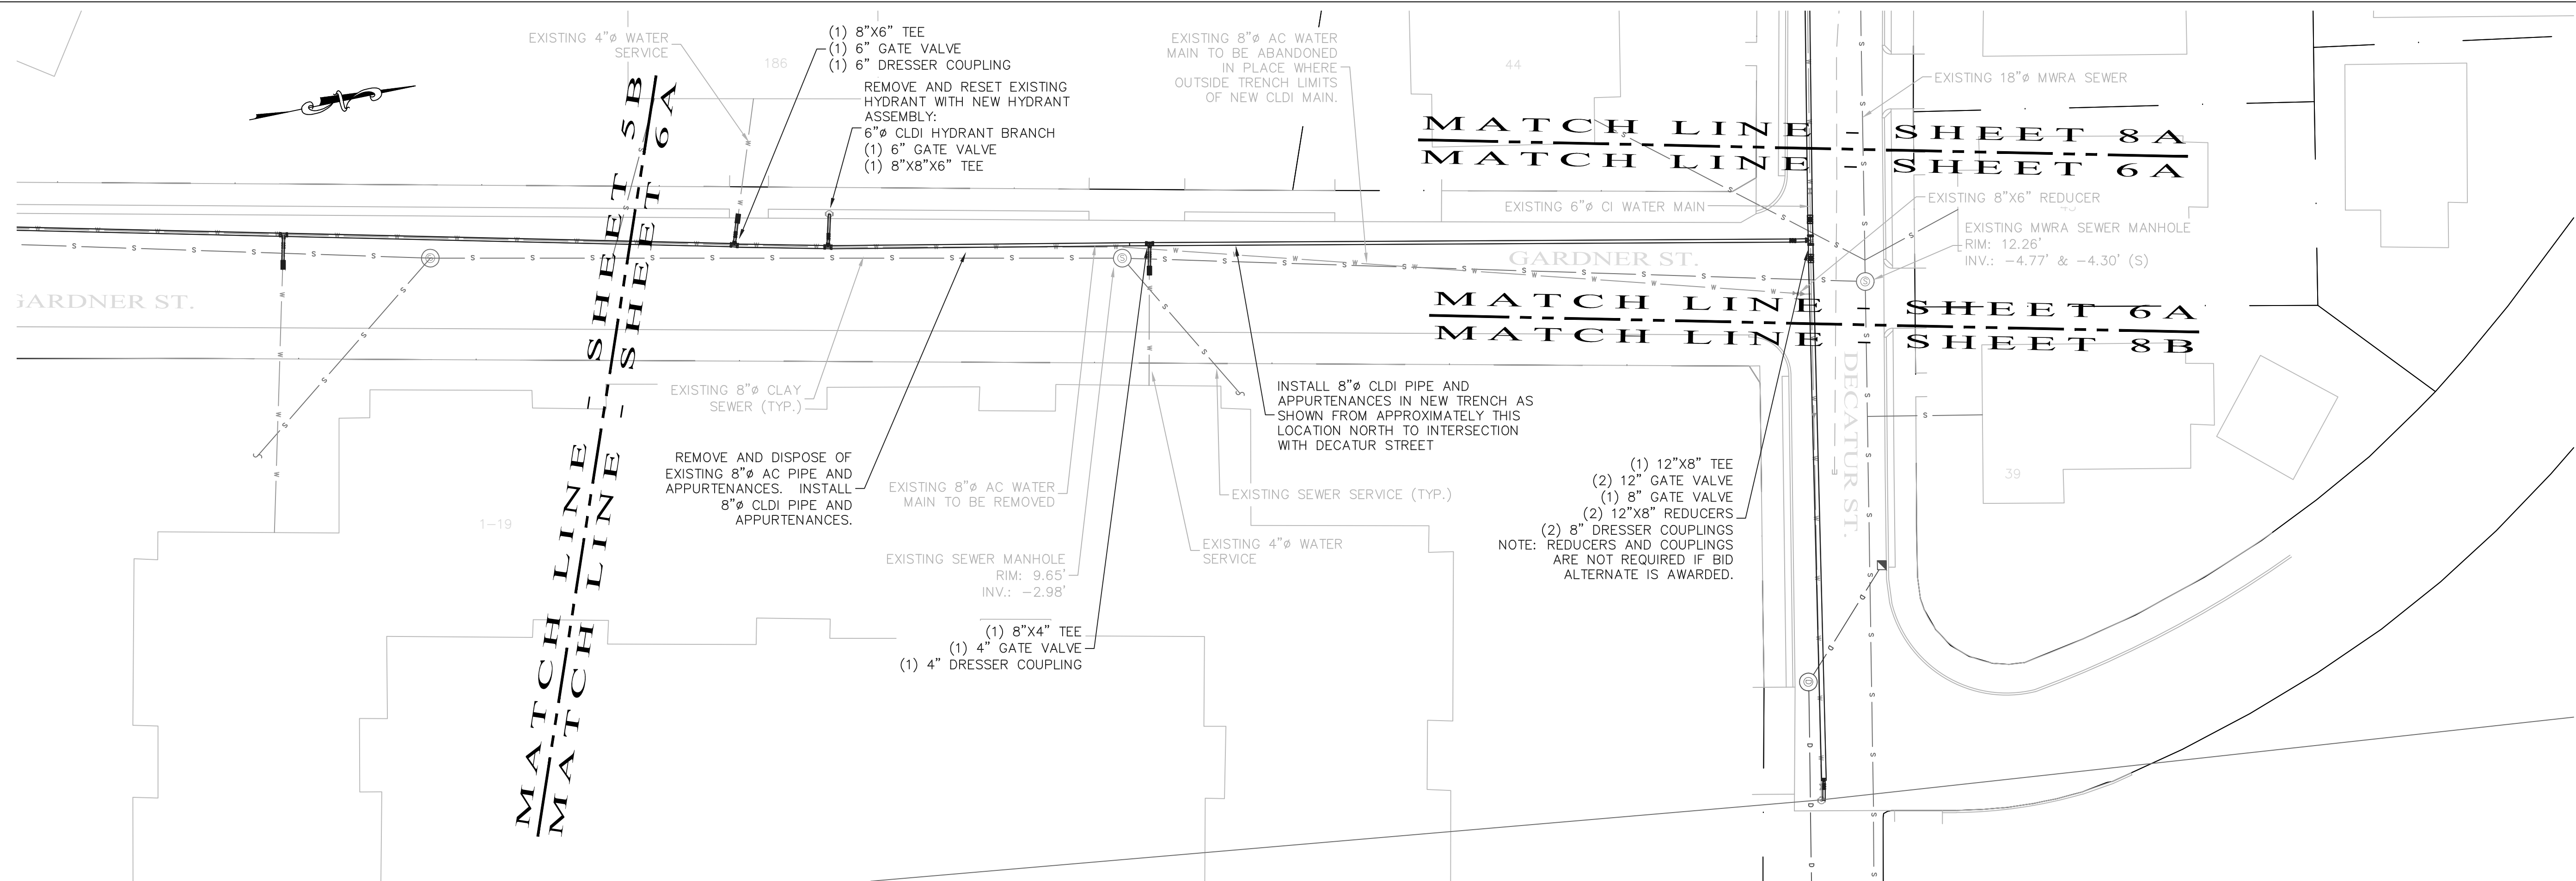 EXISTING 4"ø WATER
SERVICE
(1) 8"X6" TEE
(1) 6" GATE VALVE
(1) 6" DRESSER COUPLING
186
REMOVE AND RESET EXISTING
HYDRANT WITH NEW HYDRANT
ASSEMBLY:
6"ø CLDI HYDRANT BRANCH
(1) 6" GATE VALVE
(1) 8"X8"X6" TEE
EXISTING 8"ø AC WATER
MAIN TO BE ABANDONED
IN PLACE WHERE
OUTSIDE TRENCH LIMITS
OF NEW CLDI MAIN.
44
EXISTING 18"ø MWRA SEWER
MATCH LINE - SHEET 8A
MATCH LINE - SHEET 6A
EXISTING 6"ø CI WATER MAIN
EXISTING 8"X6" REDUCER
EXISTING MWRA SEWER MANHOLE
RIM: 12.26'
INV.: -4.77' & -4.30' (S)
GARDNER ST.
GARDNER ST.
MATCH LINE - SHEET 6A
MATCH LINE - SHEET 8B
MATCH LINE - SHEET 5B
MATCH LINE - SHEET 6A
EXISTING 8"ø CLAY
SEWER (TYP.)
INSTALL 8"ø CLDI PIPE AND
APPURTENANCES IN NEW TRENCH AS
SHOWN FROM APPROXIMATELY THIS
LOCATION NORTH TO INTERSECTION
WITH DECATUR STREET
DECATUR ST.
REMOVE AND DISPOSE OF
EXISTING 8"ø AC PIPE AND
APPURTENANCES. INSTALL
8"ø CLDI PIPE AND
APPURTENANCES.
EXISTING 8"ø AC WATER
MAIN TO BE REMOVED
EXISTING SEWER SERVICE (TYP.)
(1) 12"X8" TEE
(2) 12" GATE VALVE
(1) 8" GATE VALVE
(2) 12"X8" REDUCERS
(2) 8" DRESSER COUPLINGS
NOTE: REDUCERS AND COUPLINGS
ARE NOT REQUIRED IF BID
ALTERNATE IS AWARDED.
39
1-19
EXISTING SEWER MANHOLE
RIM: 9.65'
INV.: -2.98'
EXISTING 4"ø WATER
SERVICE
(1) 8"X4" TEE
(1) 4" GATE VALVE
(1) 4" DRESSER COUPLING